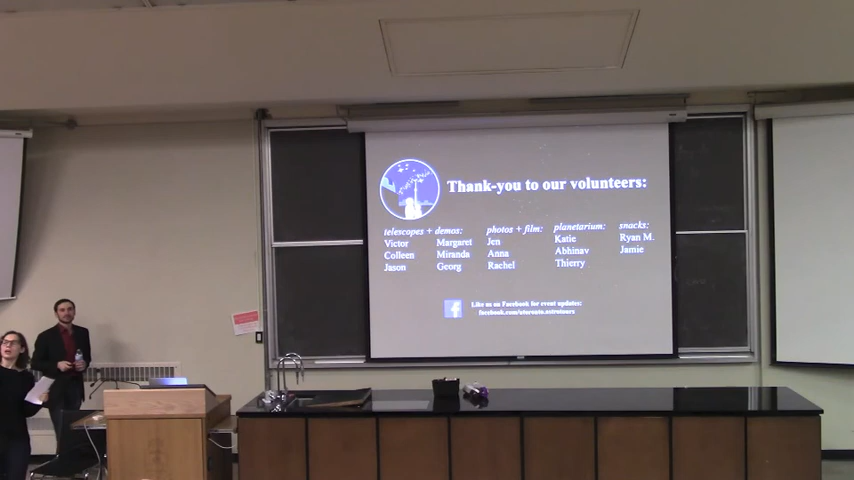 Thank-you to our volunteers:
telescopes + demos: photos + film: planetarium: snacks:
Victor Margaret Jen Katie Ryan M.
Colleen Miranda Anna Abhinav Jamie
Jason Georg Rachel Thierry
Like us on Facebook for event updates:
facebook.com/utoronto.astrotours